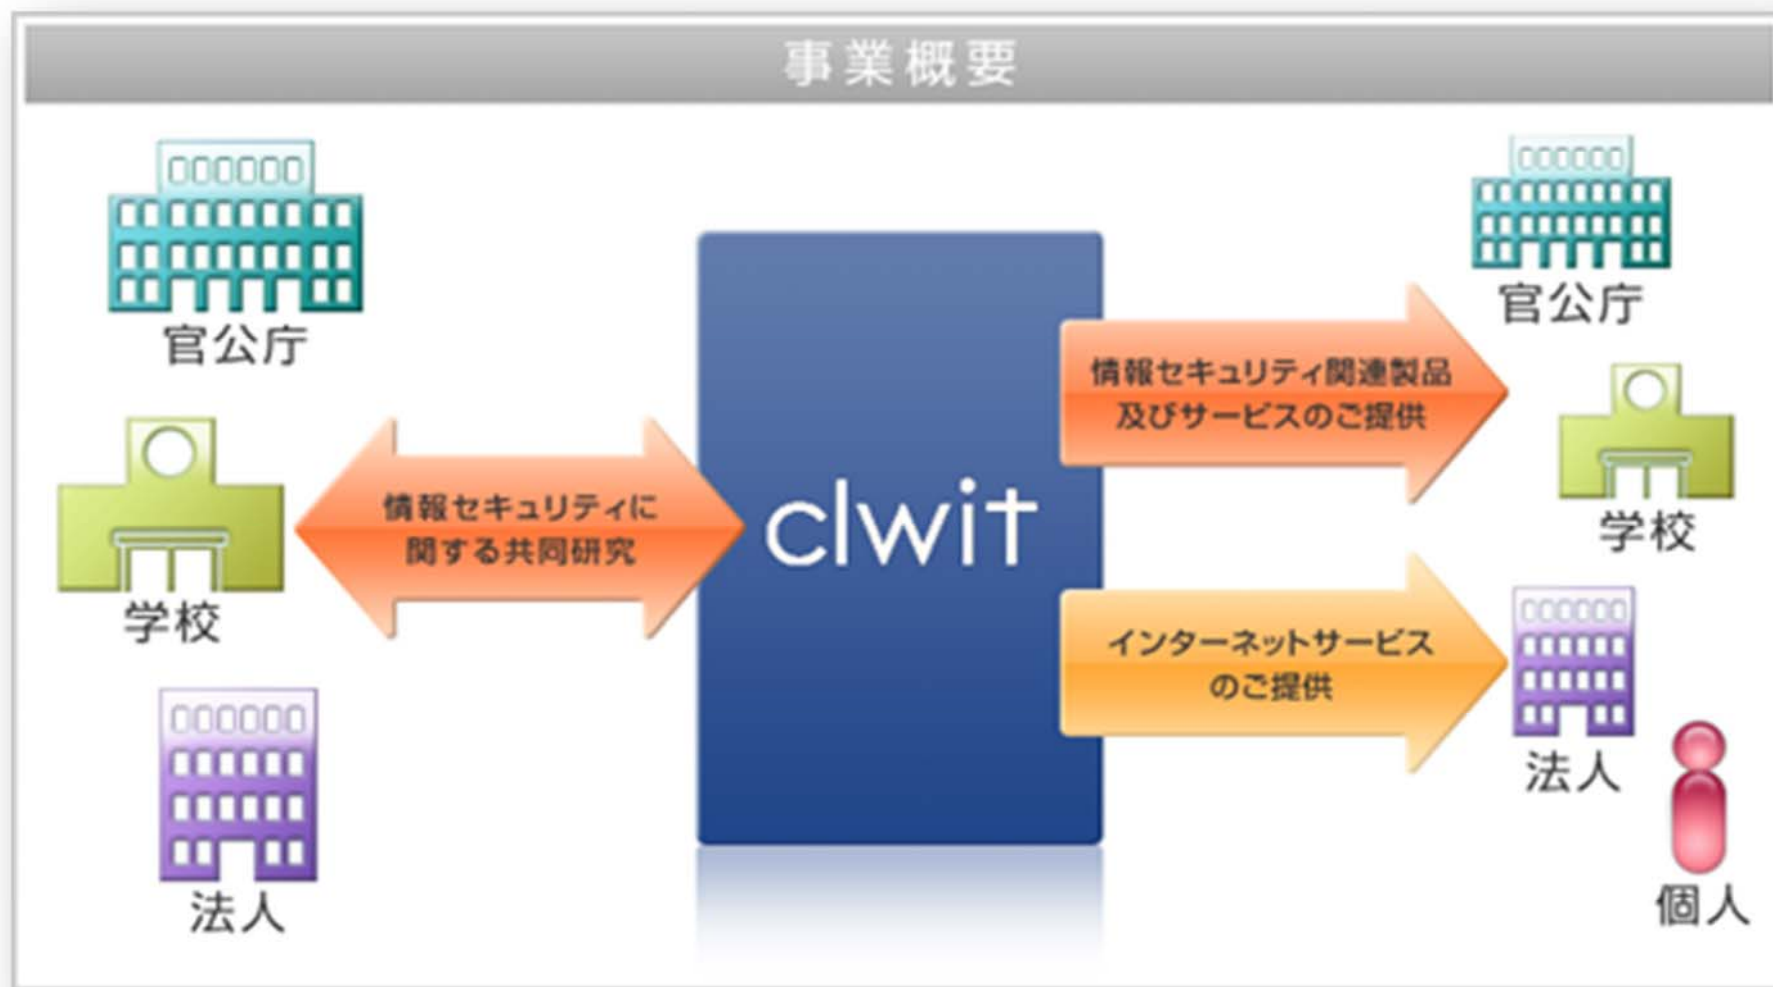 事業概要
官公庁
学校
法人
情報セキュリティに
関する共同研究
clwit
情報セキュリティ関連製品
及びサービスのご提供
インターネットサービス
のご提供
官公庁
学校
法人
個人